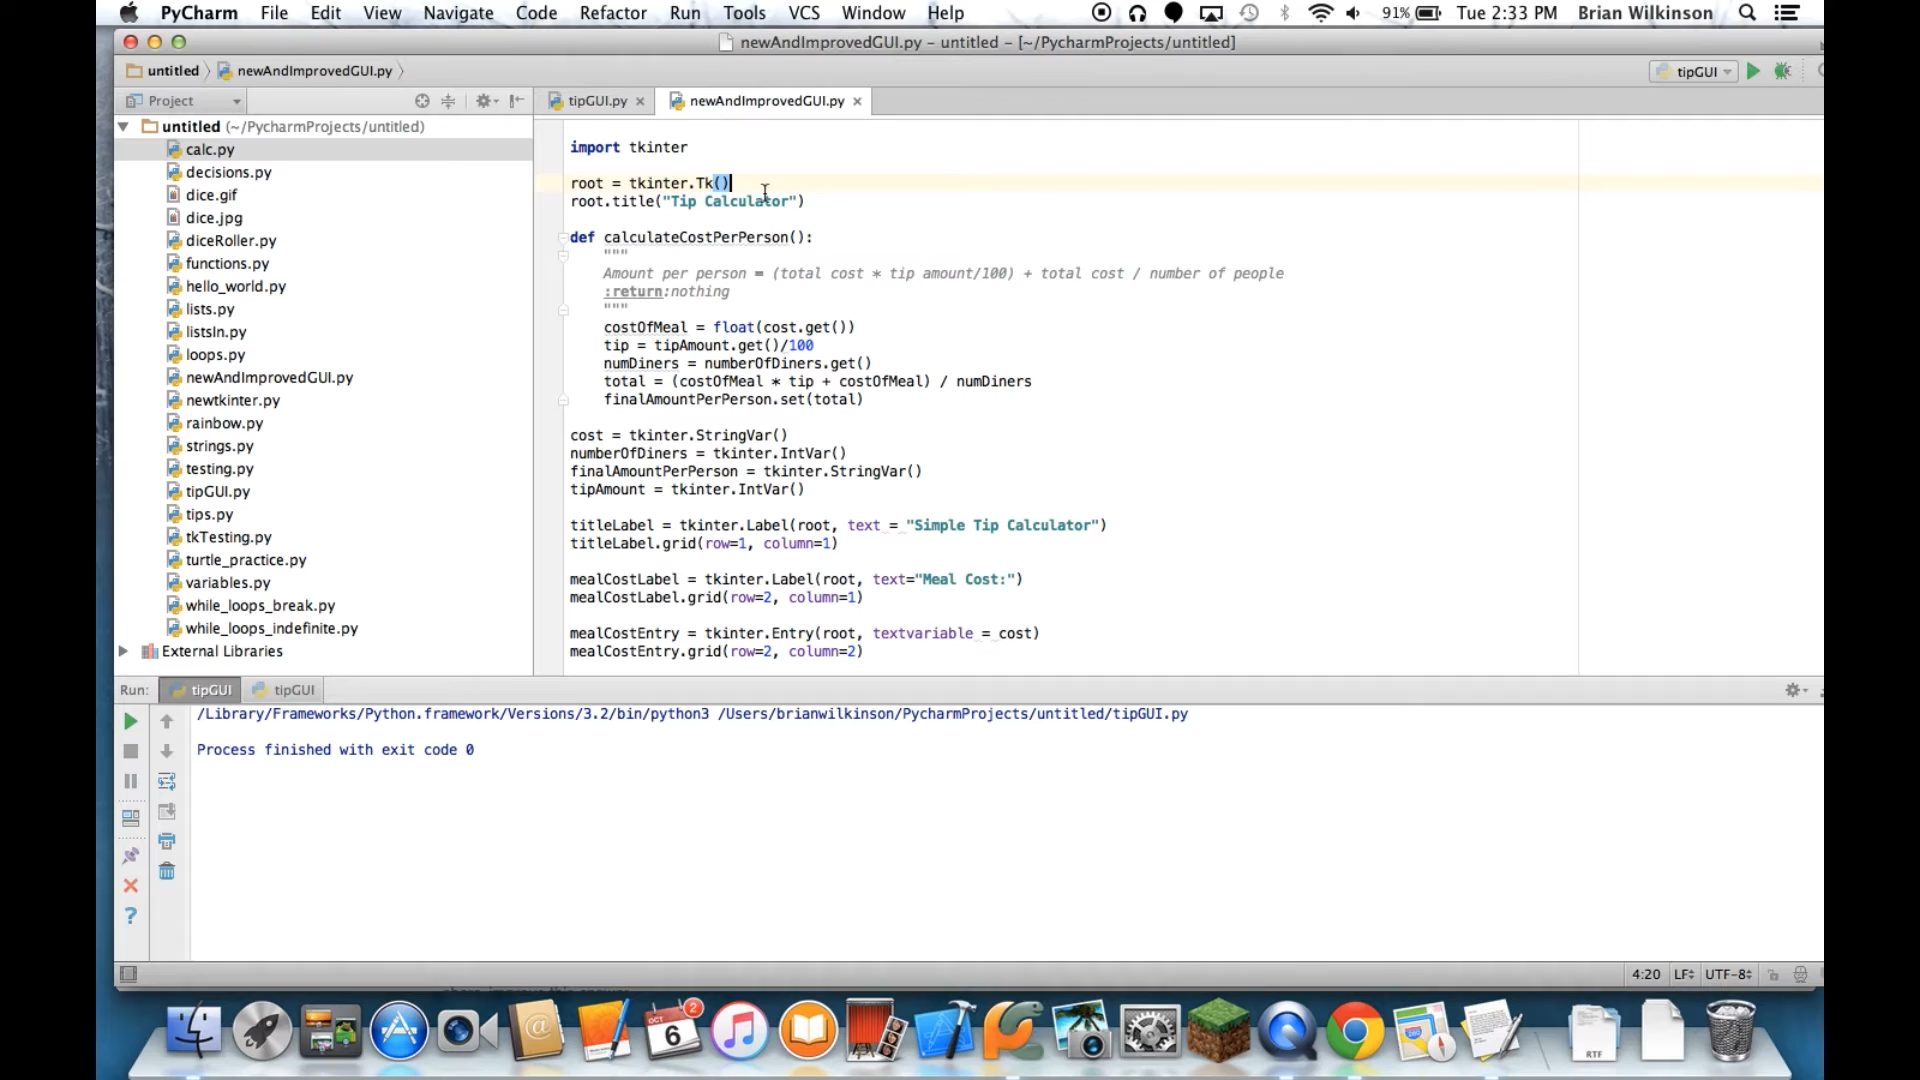 PyCharm File Edit View Navigate Code Refactor Run Tools VCS Window Help 91% Tue 2:33 PM Brian Wilkinson
newAndImprovedGUI.py - untitled - [~/PycharmProjects/untitled]
untitled newAndImprovedGUI.py tipGUI
Project tipGUI.py newAndImprovedGUI.py
untitled (~/PycharmProjects/untitled)
calc.py
decisions.py
dice.gif
dice.jpg
diceRoller.py
functions.py
hello_world.py
lists.py
listsIn.py
loops.py
newAndImprovedGUI.py
newtkinter.py
rainbow.py
strings.py
testing.py
tipGUI.py
tips.py
tkTesting.py
turtle_practice.py
variables.py
while_loops_break.py
while_loops_indefinite.py
External Libraries
import tkinter
root = tkinter.Tk()
root.title("Tip Calculator")
def calculateCostPerPerson():
"""
Amount per person = (total cost * tip amount/100) + total cost / number of people
:return:nothing
"""
costOfMeal = float(cost.get())
tip = tipAmount.get()/100
numDiners = numberOfDiners.get()
total = (costOfMeal * tip + costOfMeal) / numDiners
finalAmountPerPerson.set(total)
cost = tkinter.StringVar()
numberOfDiners = tkinter.IntVar()
finalAmountPerPerson = tkinter.StringVar()
tipAmount = tkinter.IntVar()
titleLabel = tkinter.Label(root, text = "Simple Tip Calculator")
titleLabel.grid(row=1, column=1)
mealCostLabel = tkinter.Label(root, text="Meal Cost:")
mealCostLabel.grid(row=2, column=1)
mealCostEntry = tkinter.Entry(root, textvariable = cost)
mealCostEntry.grid(row=2, column=2)
Run: tipGUI tipGUI
/Library/Frameworks/Python.framework/Versions/3.2/bin/python3 /Users/brianwilkinson/PycharmProjects/untitled/tipGUI.py
Process finished with exit code 0
4:20 LF UTF-8
OCT
6
2
RTF